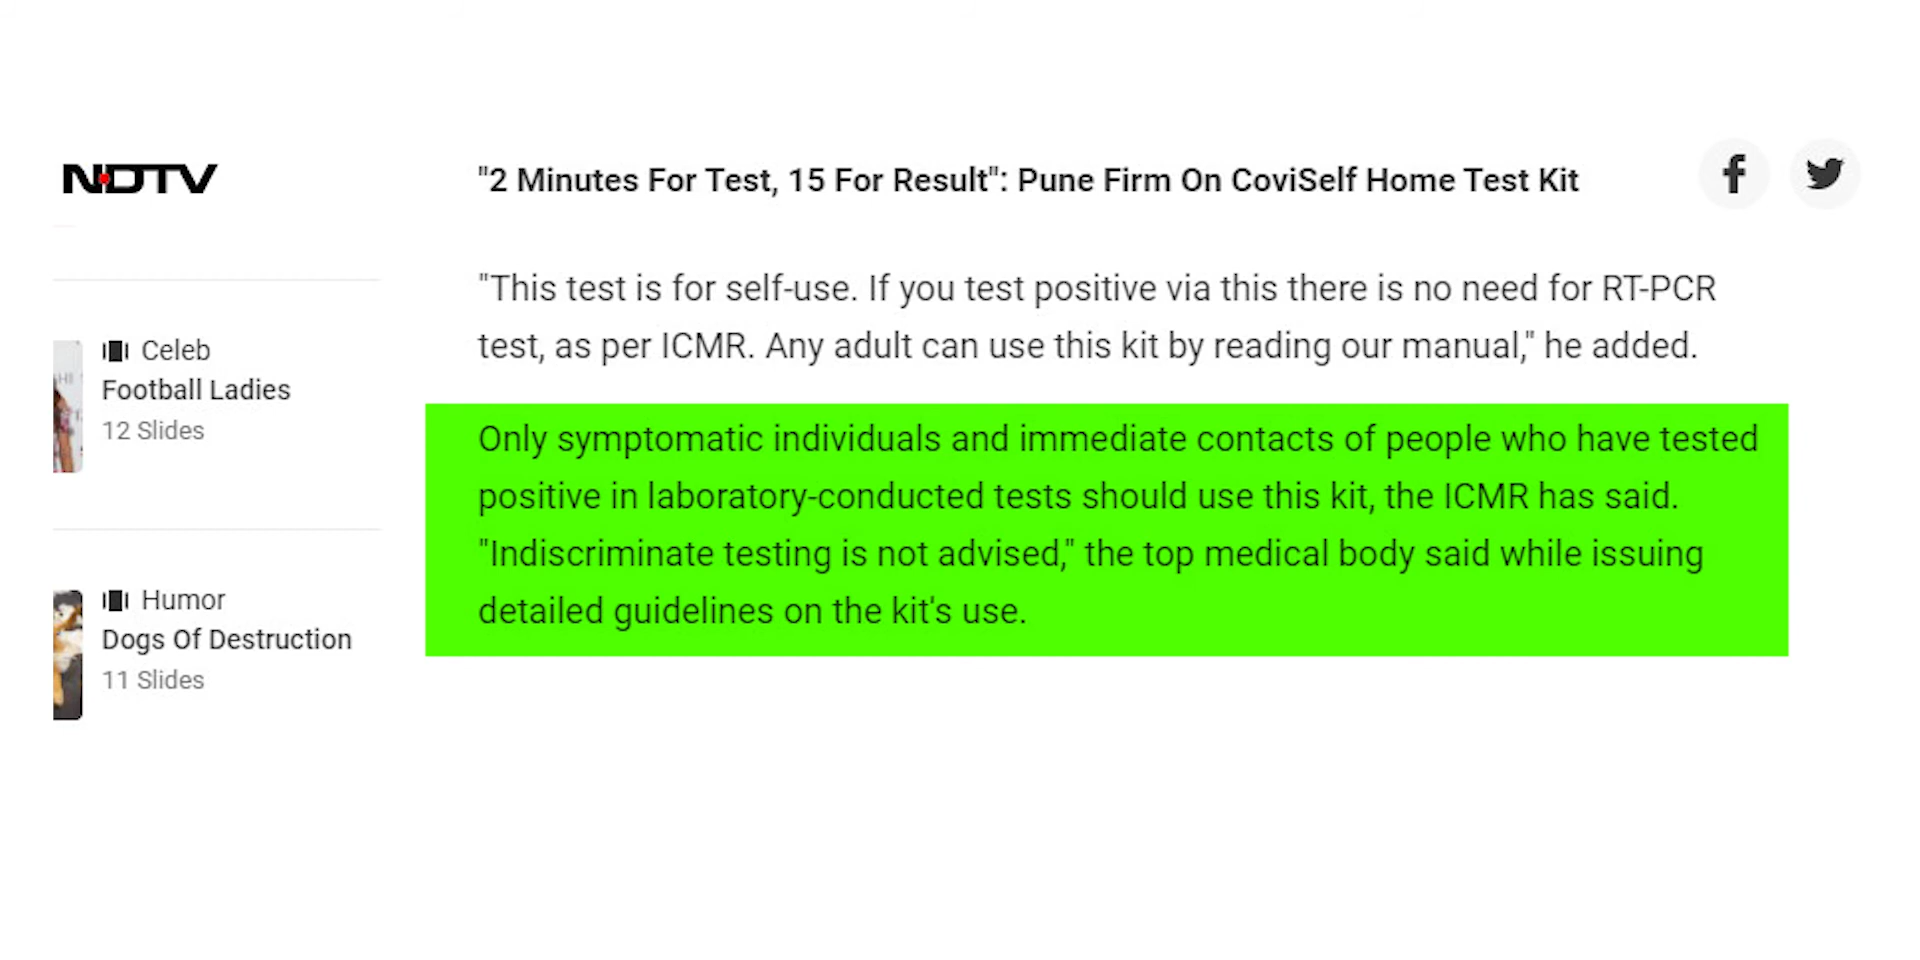 NDTV
"2 Minutes For Test, 15 For Result": Pune Firm On CoviSelf Home Test Kit
Celeb
Football Ladies
12 Slides
Humor
Dogs Of Destruction
11 Slides
"This test is for self-use. If you test positive via this there is no need for RT-PCR
test, as per ICMR. Any adult can use this kit by reading our manual," he added.
Only symptomatic individuals and immediate contacts of people who have tested
positive in laboratory-conducted tests should use this kit, the ICMR has said.
"Indiscriminate testing is not advised," the top medical body said while issuing
detailed guidelines on the kit's use.